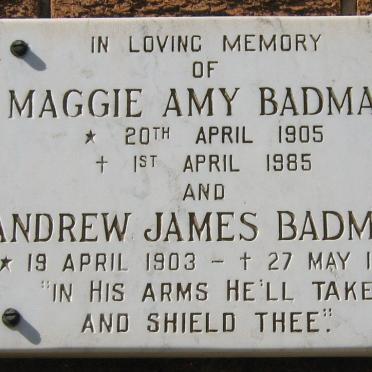 IN LOVING MEMORY
OF
MAGGIE AMY BADMA
★ 20TH APRIL 1905
† 1ST APRIL 1985
AND
ANDREW JAMES BADM
★ 19 APRIL 1903 – † 27 MAY 1
"IN HIS ARMS HE'LL TAKE
AND SHIELD THEE."